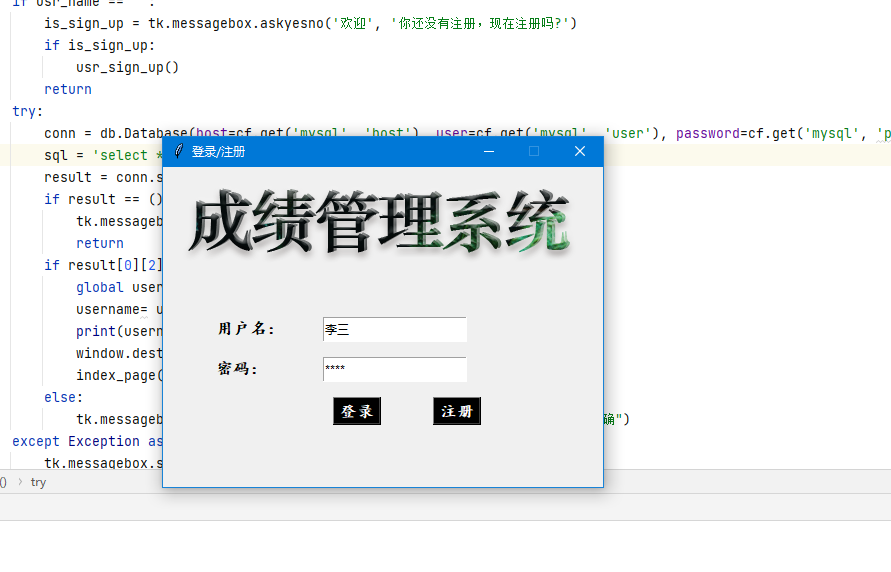 if usr_name == '':
is_sign_up = tk.messagebox.askyesno('欢迎', '你还没有注册，现在注册吗?')
if is_sign_up:
usr_sign_up()
return
try:
conn = db.Database(host=cf.get('mysql', 'host'), user=cf.get('mysql', 'user'), password=cf.get('mysql', 'p
sql = 'select *
result = conn.s
if result == ()
tk.messageb
return
if result[0][2]
global user
username= u
print(usern
window.dest
index_page(
else:
tk.messageb
确")
except Exception as
tk.messagebox.s
登录/注册
成绩管理系统
用户名:
李三
密码:
****
登录
注册
() › try